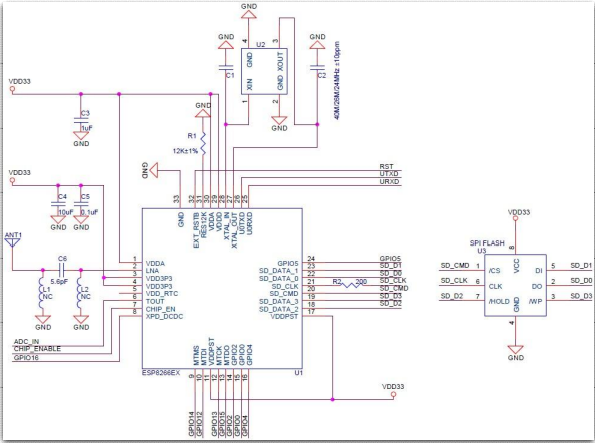 GND
4
3
GND
GND
U2
GND
XOUT
C1
C2
XIN
GND
1
2
GND
40M/26M/24MHz ±10ppm
VDD33
C3
1uF
GND
GND
R1
12K±1%
VDD33
GND
RST
UTXD
URXD
C4
10uF
C5
0.1uF
GND
GND
33
32
31
30
29
28
27
26
25
GND
EXT_RSTB
RES12K
VDDA
VDDD
XTAL_IN
XTAL_OUT
U0TXD
U0RXD
ANT1
C6
5.6pF
L1
NC
L2
NC
GND
GND
1 VDDA
2 LNA
3 VDD3P3
4 VDD3P3
5 VDD_RTC
6 TOUT
7 CHIP_EN
8 XPD_DCDC
GPIO5 24 GPIO5
SD_DATA_1 23 SD_D1
SD_DATA_0 22 SD_D0
SD_CLK 21 R2 200 SD_CLK
SD_CMD 20 SD_CMD
SD_DATA_3 19 SD_D3
SD_DATA_2 18 SD_D2
VDDPST 17
ADC_IN
CHIP_ENABLE
GPIO16
MTMS
MTDI
VDDPST
MTCK
MTDO
GPIO2
GPIO0
GPIO4
ESP8266EX
U1
9
10
11
12
13
14
15
16
GPIO14
GPIO12
GPIO13
GPIO15
GPIO2
GPIO0
GPIO4
VDD33
VDD33
SPI FLASH
U3
8
VCC
SD_CMD 1 /CS DI 5 SD_D1
SD_CLK 6 CLK DO 2 SD_D0
SD_D2 7 /HOLD /WP 3 SD_D3
GND
4
GND